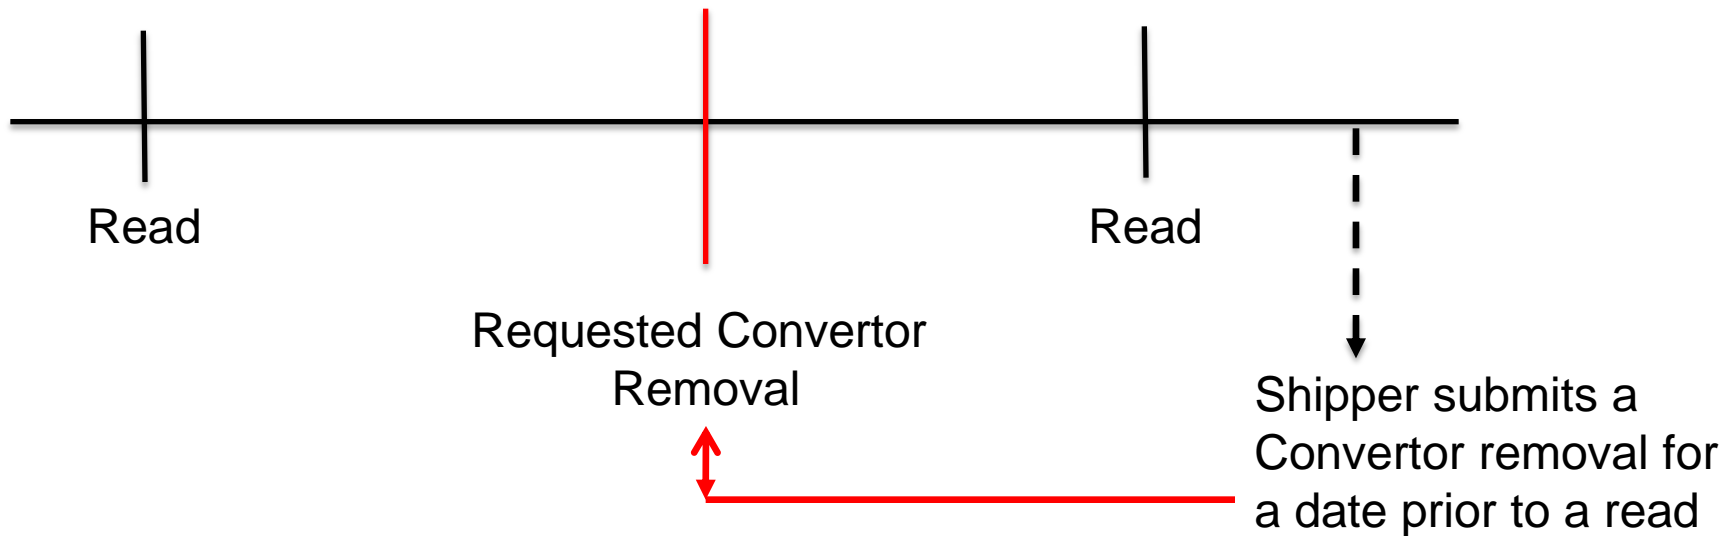 Read
Read
Requested Convertor
Removal
Shipper submits a
Convertor removal for
a date prior to a read